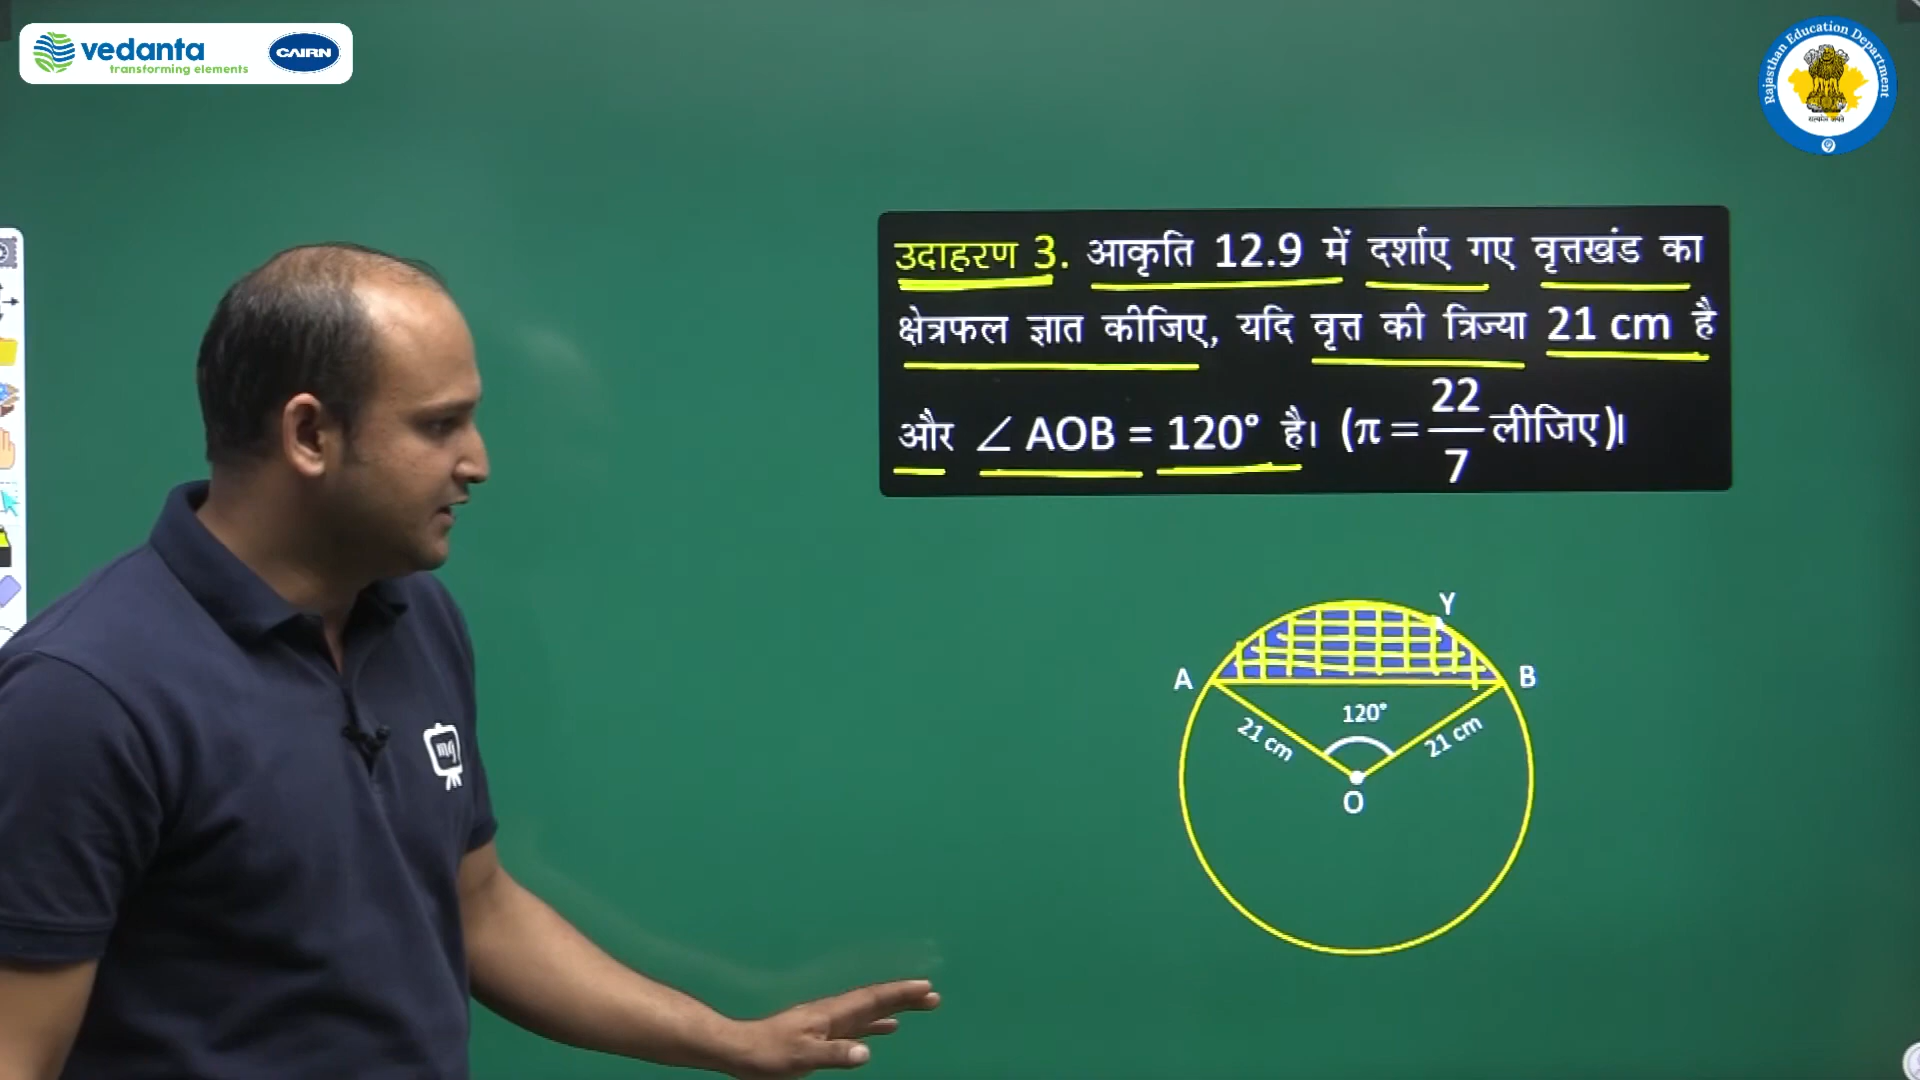 vedanta
transforming elements
CAIRN
Rajasthan Education Department
उदाहरण 3. आकृति 12.9 में दर्शाए गए वृत्तखंड का
क्षेत्रफल ज्ञात कीजिए, यदि वृत्त की त्रिज्या 21 cm है
और ∠ AOB = 120° है। (π = 22/7 लीजिए)।
Y
A
B
120°
21 cm
21 cm
O
mg